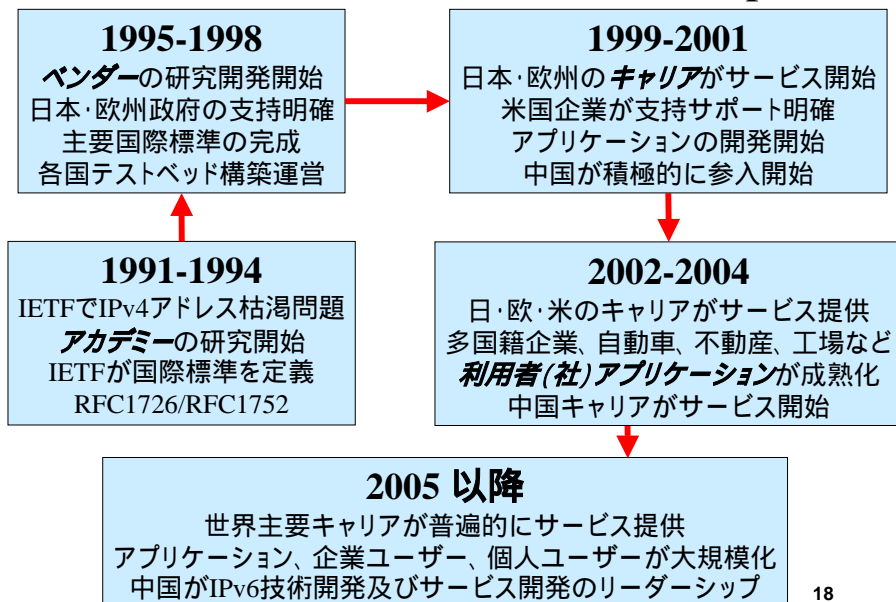 1995-1998
ベンダーの研究開発開始
日本・欧州政府の支持明確
主要国際標準の完成
各国テストベッド構築運営
1999-2001
日本・欧州のキャリアがサービス開始
米国企業が支持サポート明確
アプリケーションの開発開始
中国が積極的に参入開始
1991-1994
IETFでIPv4アドレス枯渇問題
アカデミーの研究開始
IETFが国際標準を定義
RFC1726/RFC1752
2002-2004
日・欧・米のキャリアがサービス提供
多国籍企業、自動車、不動産、工場など
利用者(社)アプリケーションが成熟化
中国キャリアがサービス開始
2005 以降
世界主要キャリアが普遍的にサービス提供
アプリケーション、企業ユーザー、個人ユーザーが大規模化
中国がIPv6技術開発及びサービス開発のリーダーシップ
18